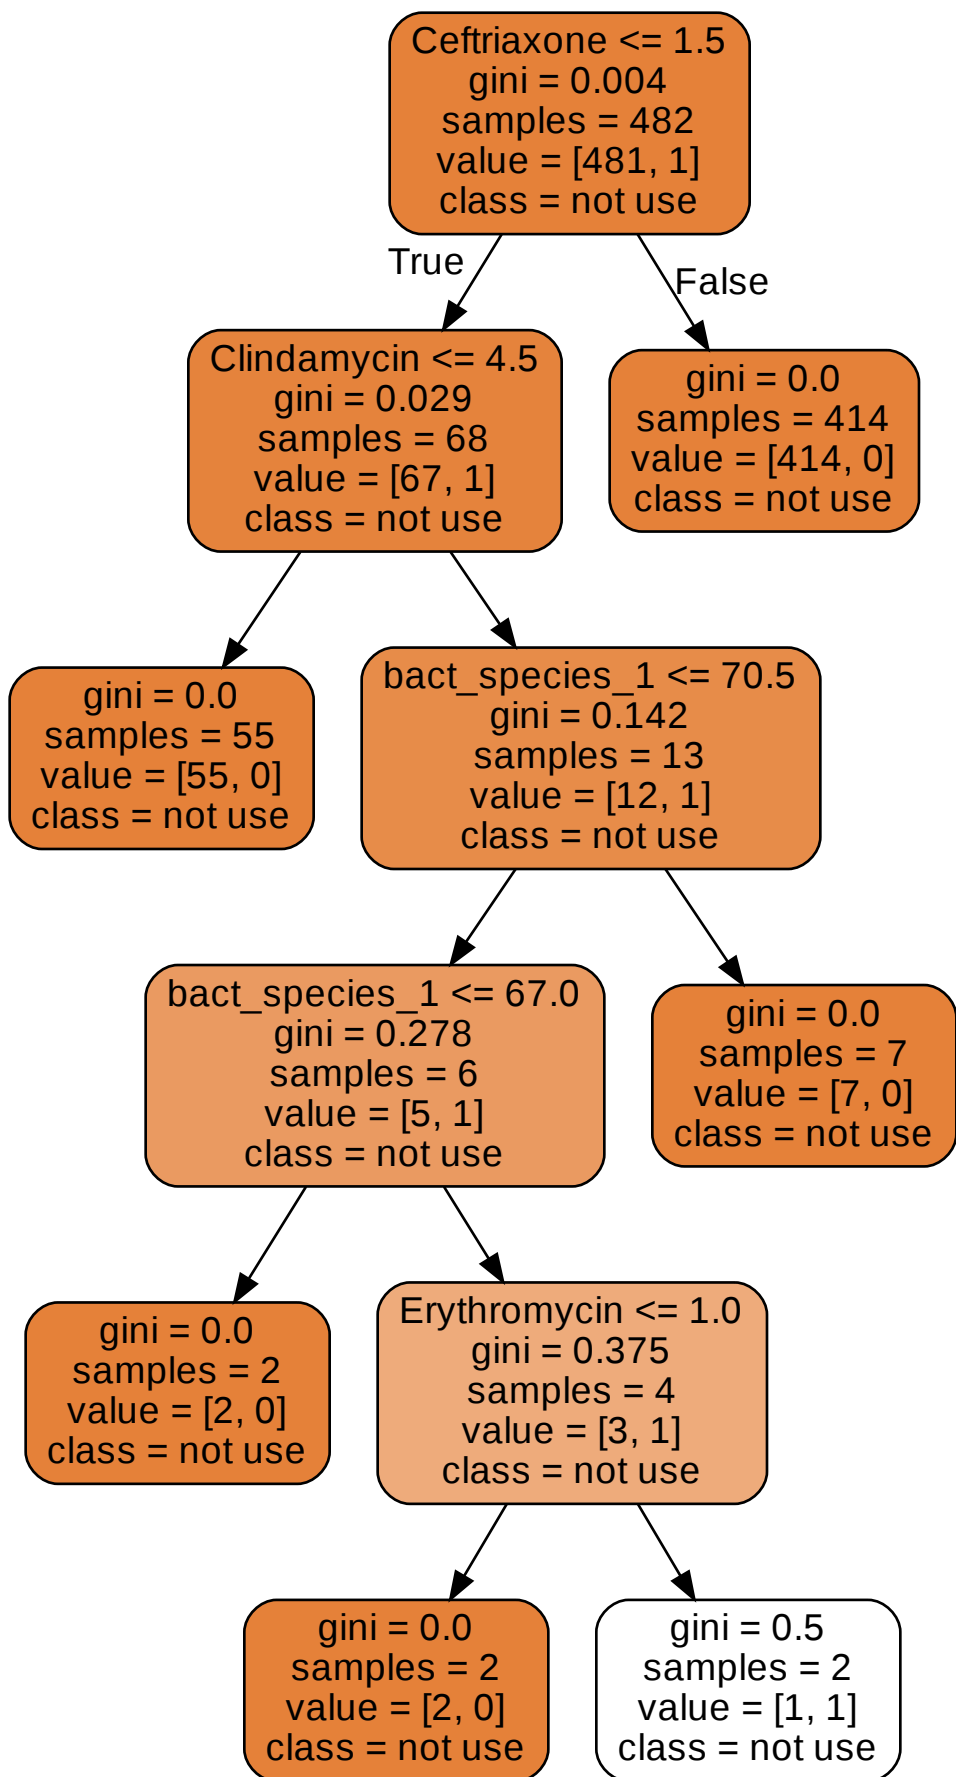 Ceftriaxone <= 1.5
gini = 0.004
samples = 482
value = [481, 1]
class = not use
True
False
Clindamycin <= 4.5
gini = 0.029
samples = 68
value = [67, 1]
class = not use
gini = 0.0
samples = 414
value = [414, 0]
class = not use
gini = 0.0
samples = 55
value = [55, 0]
class = not use
bact_species_1 <= 70.5
gini = 0.142
samples = 13
value = [12, 1]
class = not use
bact_species_1 <= 67.0
gini = 0.278
samples = 6
value = [5, 1]
class = not use
gini = 0.0
samples = 7
value = [7, 0]
class = not use
gini = 0.0
samples = 2
value = [2, 0]
class = not use
Erythromycin <= 1.0
gini = 0.375
samples = 4
value = [3, 1]
class = not use
gini = 0.0
samples = 2
value = [2, 0]
class = not use
gini = 0.5
samples = 2
value = [1, 1]
class = not use